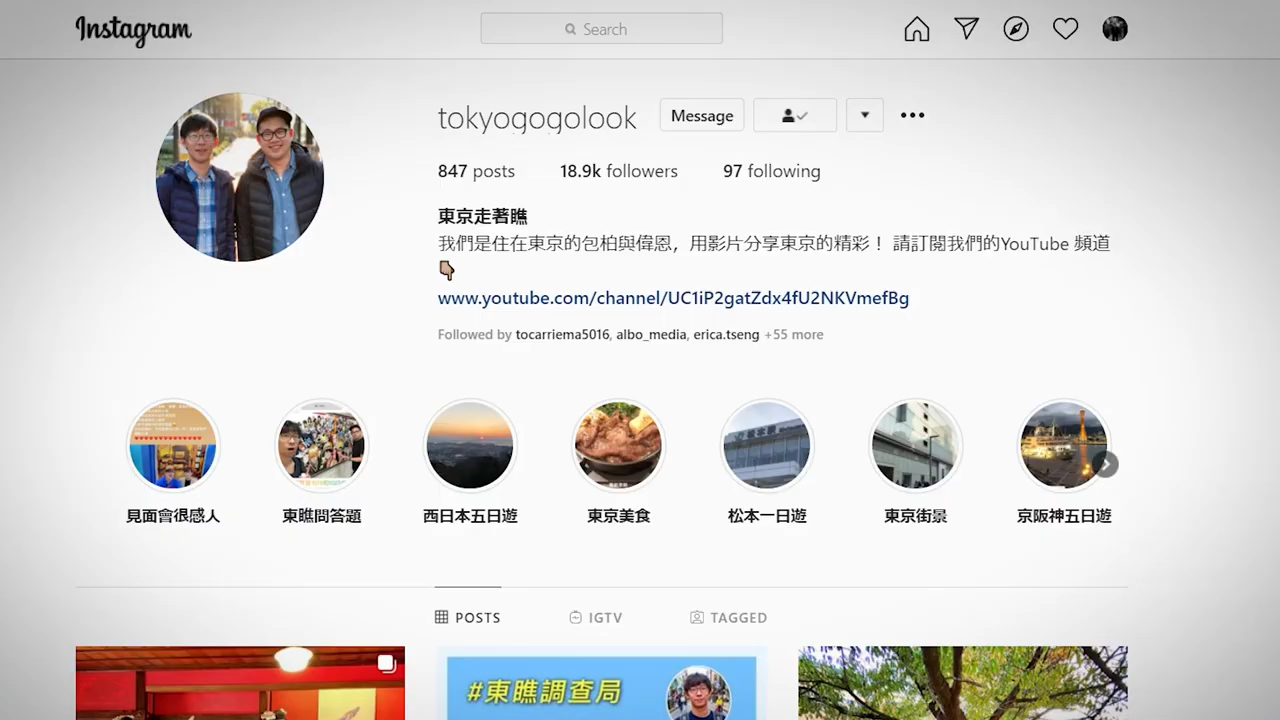 Instagram
Search
tokyogogolook
Message
847 posts
18.9k followers
97 following
東京走著瞧
我們是住在東京的包柏與偉恩，用影片分享東京的精彩！ 請訂閱我們的YouTube 頻道
👇🏼
www.youtube.com/channel/UC1iP2gatZdx4fU2NKVmefBg
Followed by tocarriema5016, albo_media, erica.tseng +55 more
見面會很感人
東瞧問答題
西日本五日遊
東京美食
松本一日遊
東京街景
京阪神五日遊
POSTS
IGTV
TAGGED
#東瞧調查局